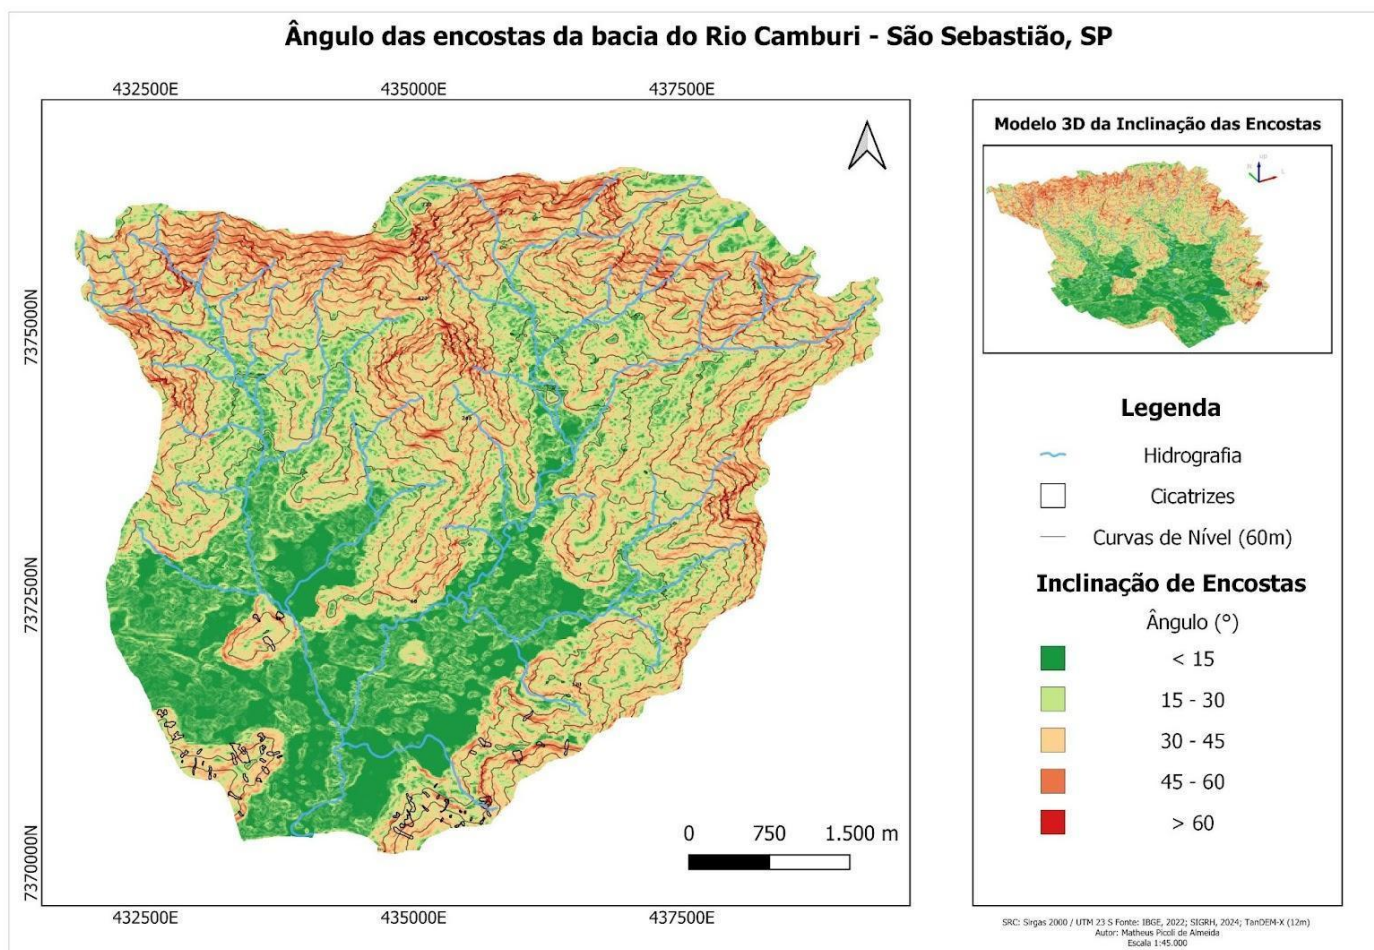 Ângulo das encostas da bacia do Rio Camburi - São Sebastião, SP
432500E
435000E
437500E
7375000N
7372500N
7370000N
0
750
1.500 m
432500E
435000E
437500E
Modelo 3D da Inclinação das Encostas
Legenda
Hidrografia
Cicatrizes
Curvas de Nível (60m)
Inclinação de Encostas
Ângulo (°)
< 15
15 - 30
30 - 45
45 - 60
> 60
SRC: Sirgas 2000 / UTM 23 S Fonte: IBGE, 2022; SIGRH, 2024; TanDEM-X (12m)
Autor: Matheus Picoli de Almeida
Escala 1:45.000